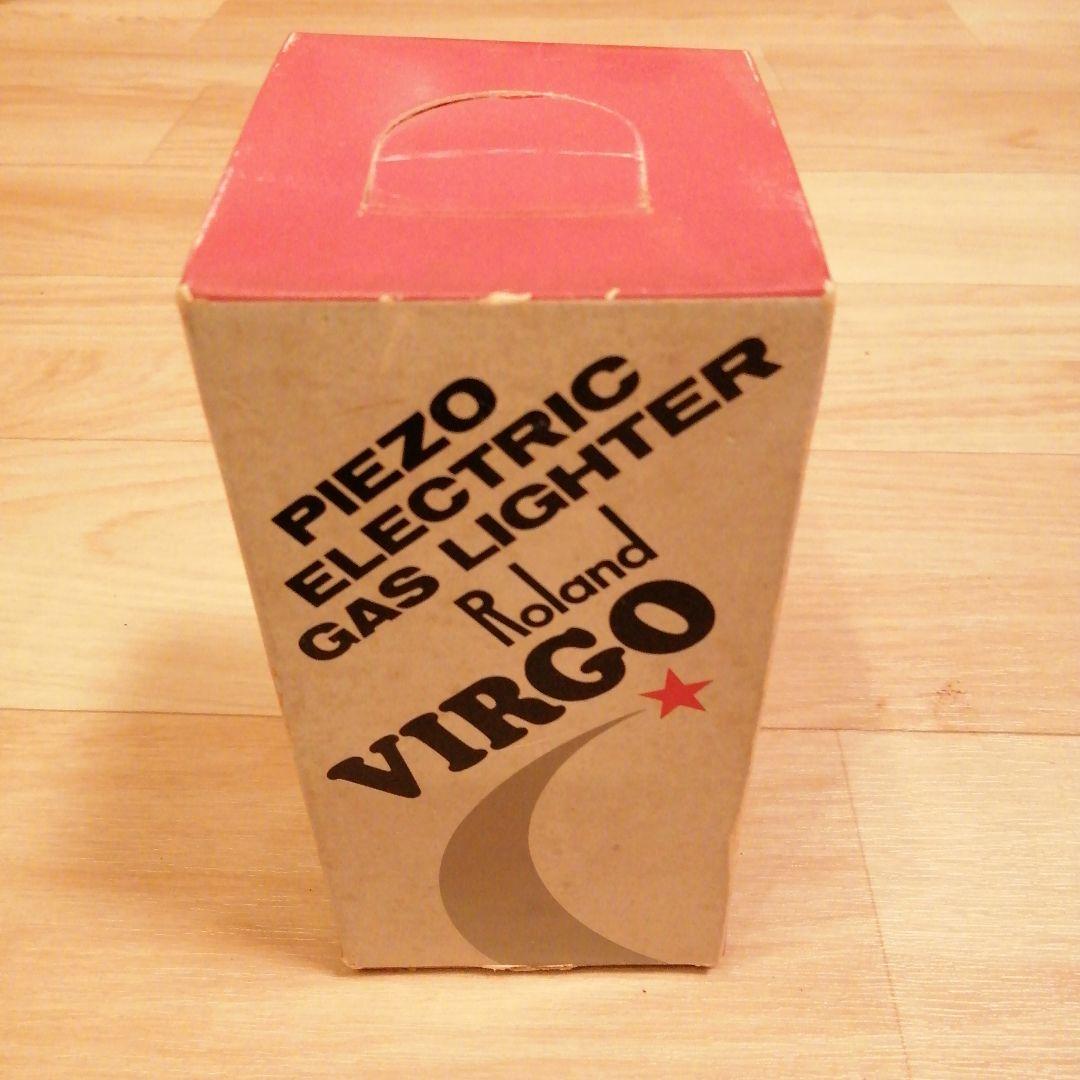 PIEZO
ELECTRIC
GAS LIGHTER
Roland
VIRGO